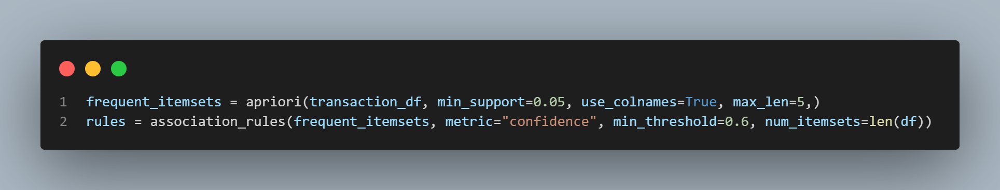 1 frequent_itemsets = apriori(transaction_df, min_support=0.05, use_colnames=True, max_len=5,)
2 rules = association_rules(frequent_itemsets, metric="confidence", min_threshold=0.6, num_itemsets=len(df))